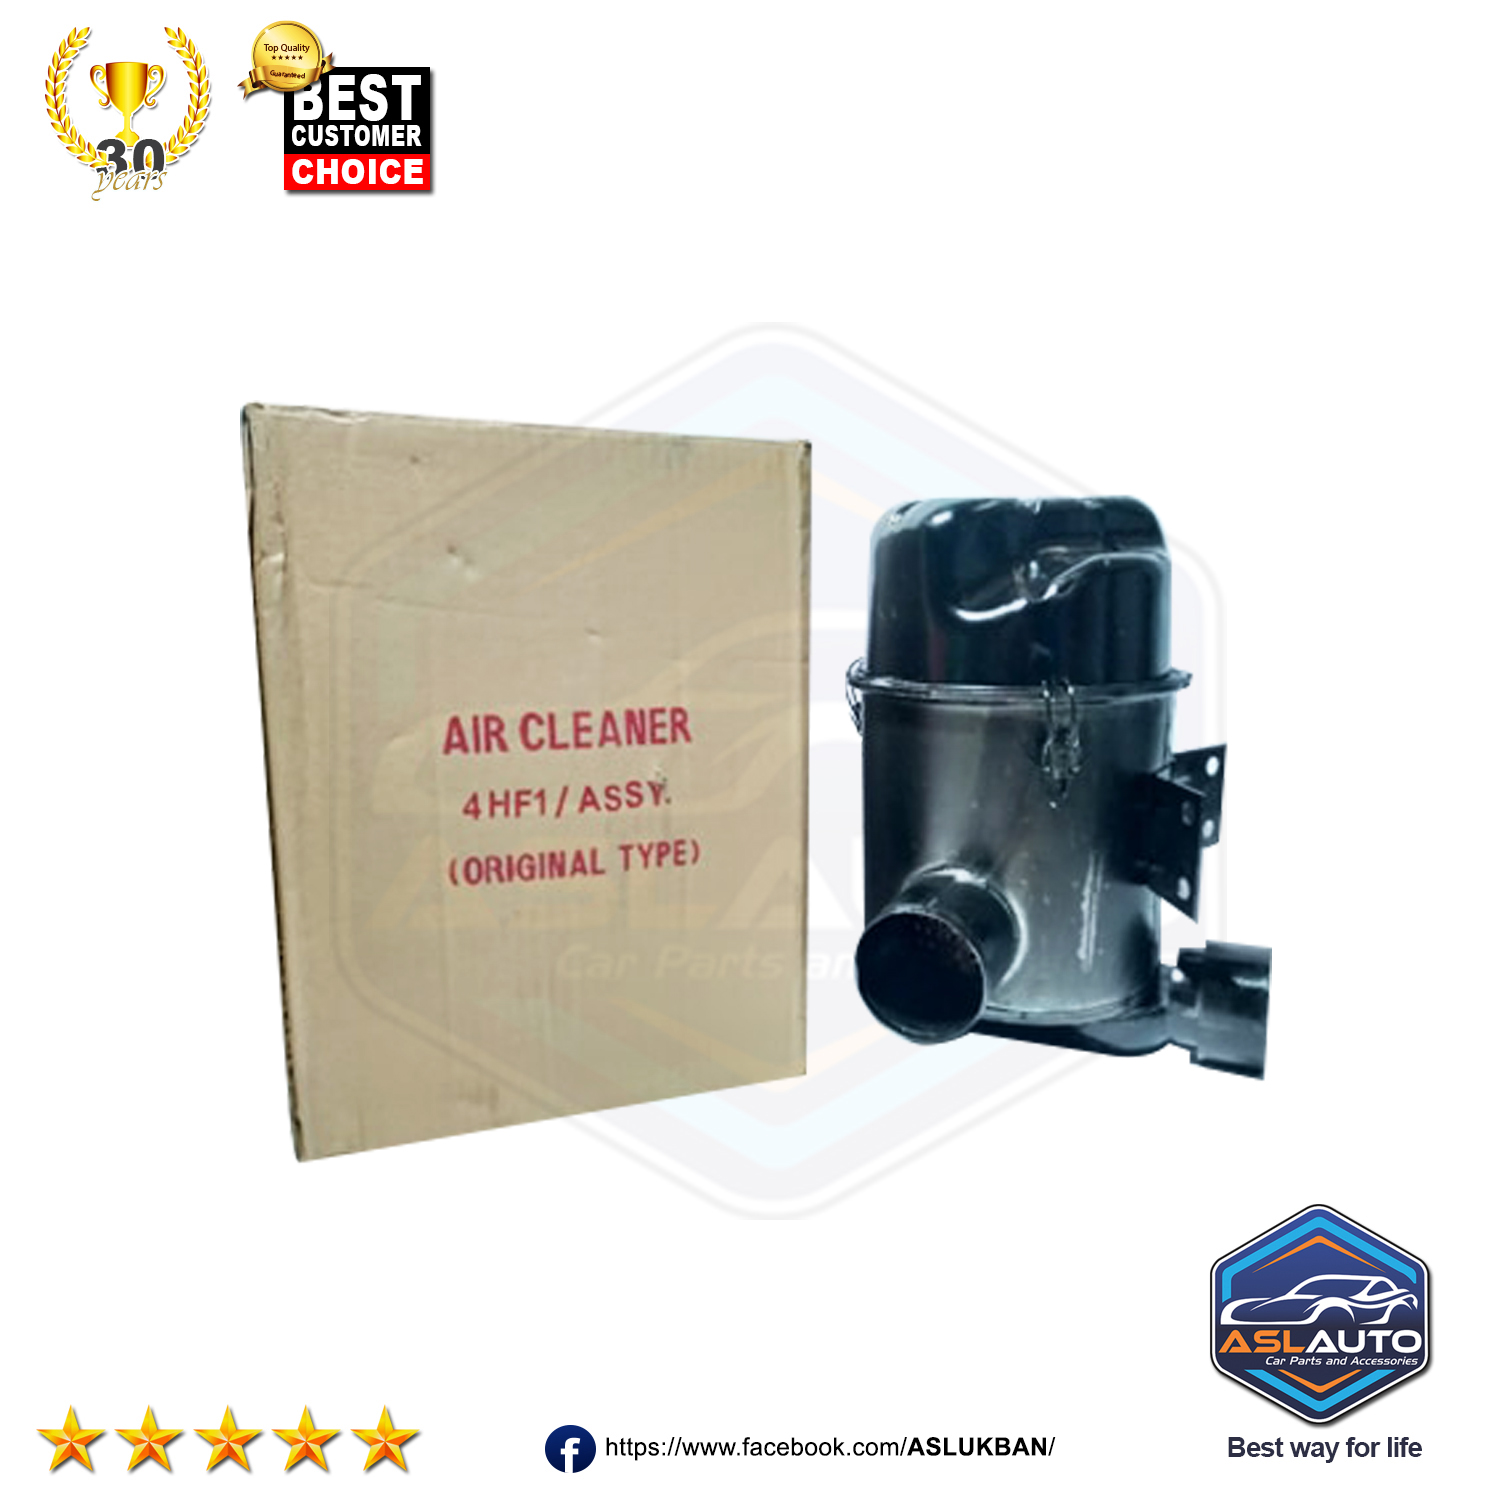 30
years
Top Quality
Guaranteed
BEST
CUSTOMER
CHOICE
AIR CLEANER
4HF1/ASSY.
(ORIGINAL TYPE)
ASLAUTO
Car Parts and Accessories
https://www.facebook.com/ASLUKBAN/
Best way for life